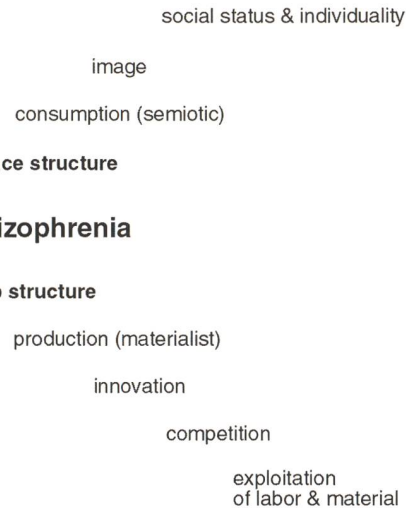 social status & individuality
image
consumption (semiotic)
ce structure
izophrenia
structure
production (materialist)
innovation
competition
exploitation
of labor & material